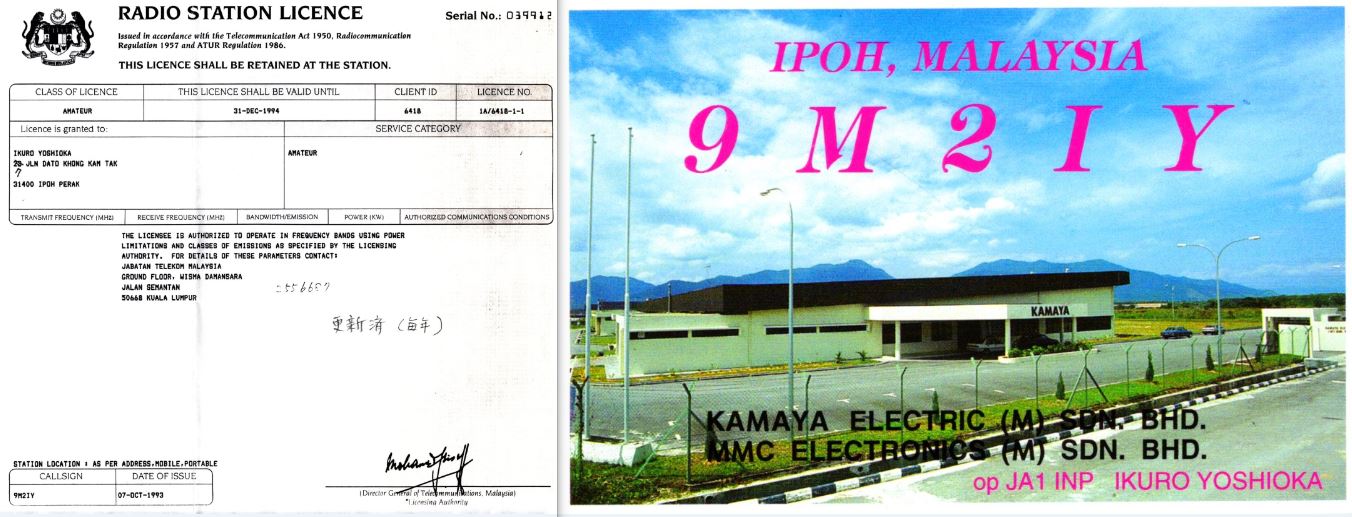 RADIO STATION LICENCE
Serial No.: 039912
Issued in accordance with the Telecommunication Act 1950, Radiocommunication
Regulation 1957 and ATUR Regulation 1986.
THIS LICENCE SHALL BE RETAINED AT THE STATION.
CLASS OF LICENCE THIS LICENCE SHALL BE VALID UNTIL CLIENT ID LICENCE NO.
AMATEUR 31-DEC-1994 6418 1A/6418-1-1
Licence is granted to: SERVICE CATEGORY
IKURO YOSHIOKA AMATEUR
JLN DATO KHONG KAM TAK
7
31400 IPOH PERAK
TRANSMIT FREQUENCY (MHZ) RECEIVE FREQUENCY (MHZ) BANDWIDTH/EMISSION POWER (KW) AUTHORIZED COMMUNICATIONS CONDITIONS
THE LICENSEE IS AUTHORIZED TO OPERATE IN FREQUENCY BANDS USING POWER
LIMITATIONS AND CLASSES OF EMISSIONS AS SPECIFIED BY THE LICENSING
AUTHORITY. FOR DETAILS OF THESE PARAMETERS CONTACT:
JABATAN TELEKOM MALAYSIA
GROUND FLOOR, WISMA DAMANSARA
JALAN SEMANTAN
50668 KUALA LUMPUR
更新済 (毎年)
STATION LOCATION : AS PER ADDRESS,MOBILE,PORTABLE
CALLSIGN DATE OF ISSUE
9M2IY 07-OCT-1993
(Director General of Telecommunications, Malaysia)
Licensing Authority
IPOH, MALAYSIA
9M2IY
KAMAYA
KAMAYA ELECTRIC (M) SDN. BHD.
MMC ELECTRONICS (M) SDN. BHD.
op JA1 INP IKURO YOSHIOKA